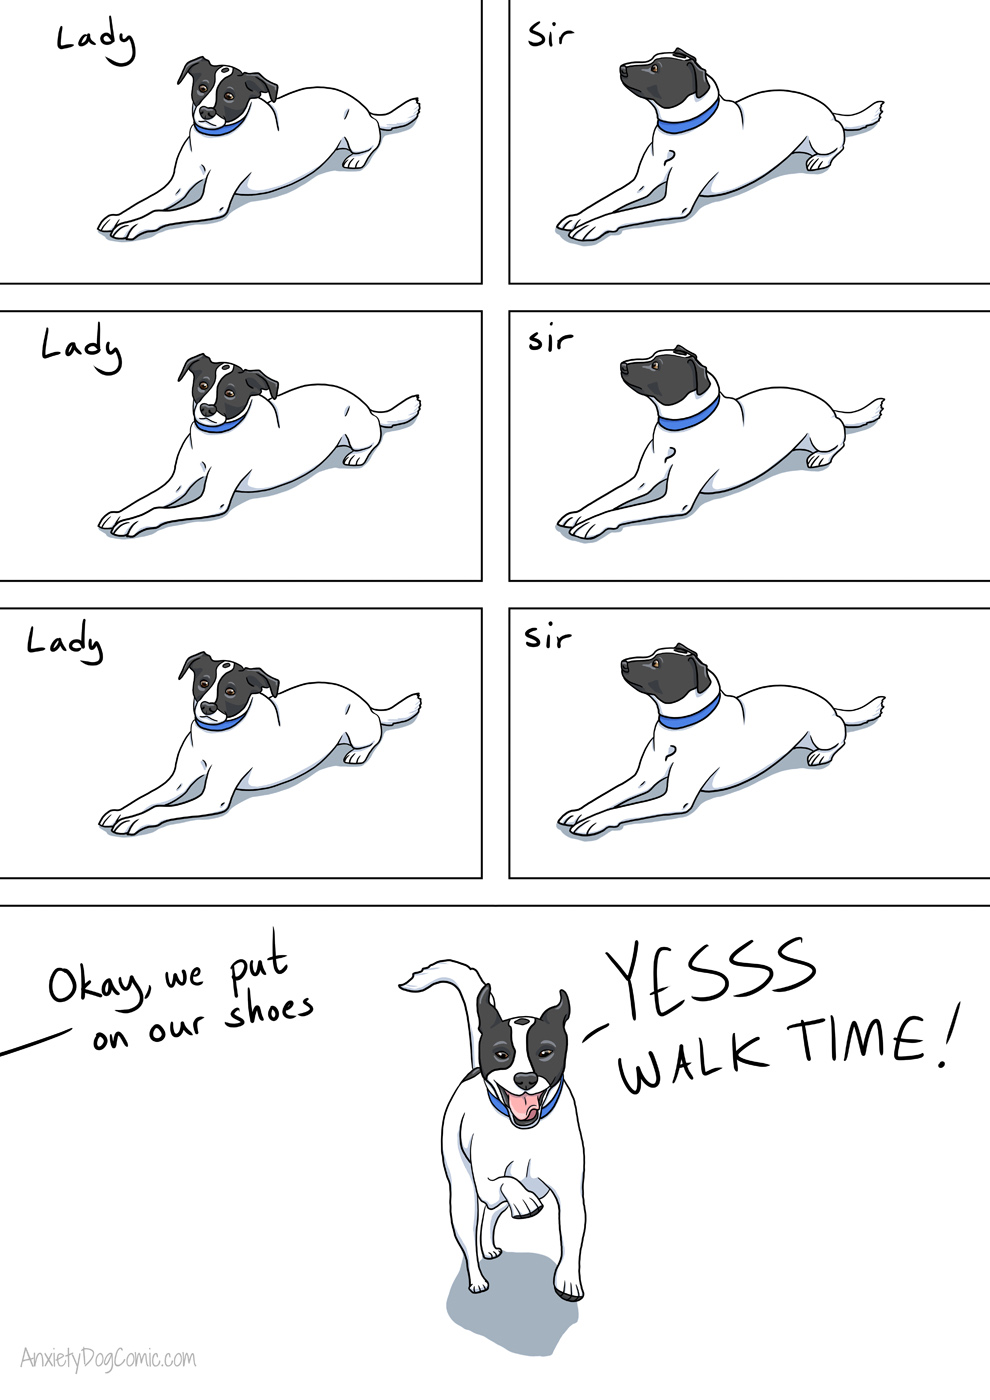 Lady
Sir
Lady
sir
Lady
sir
Okay, we put
on our shoes
YESSS
WALK TIME!
AnxietyDogComic.com